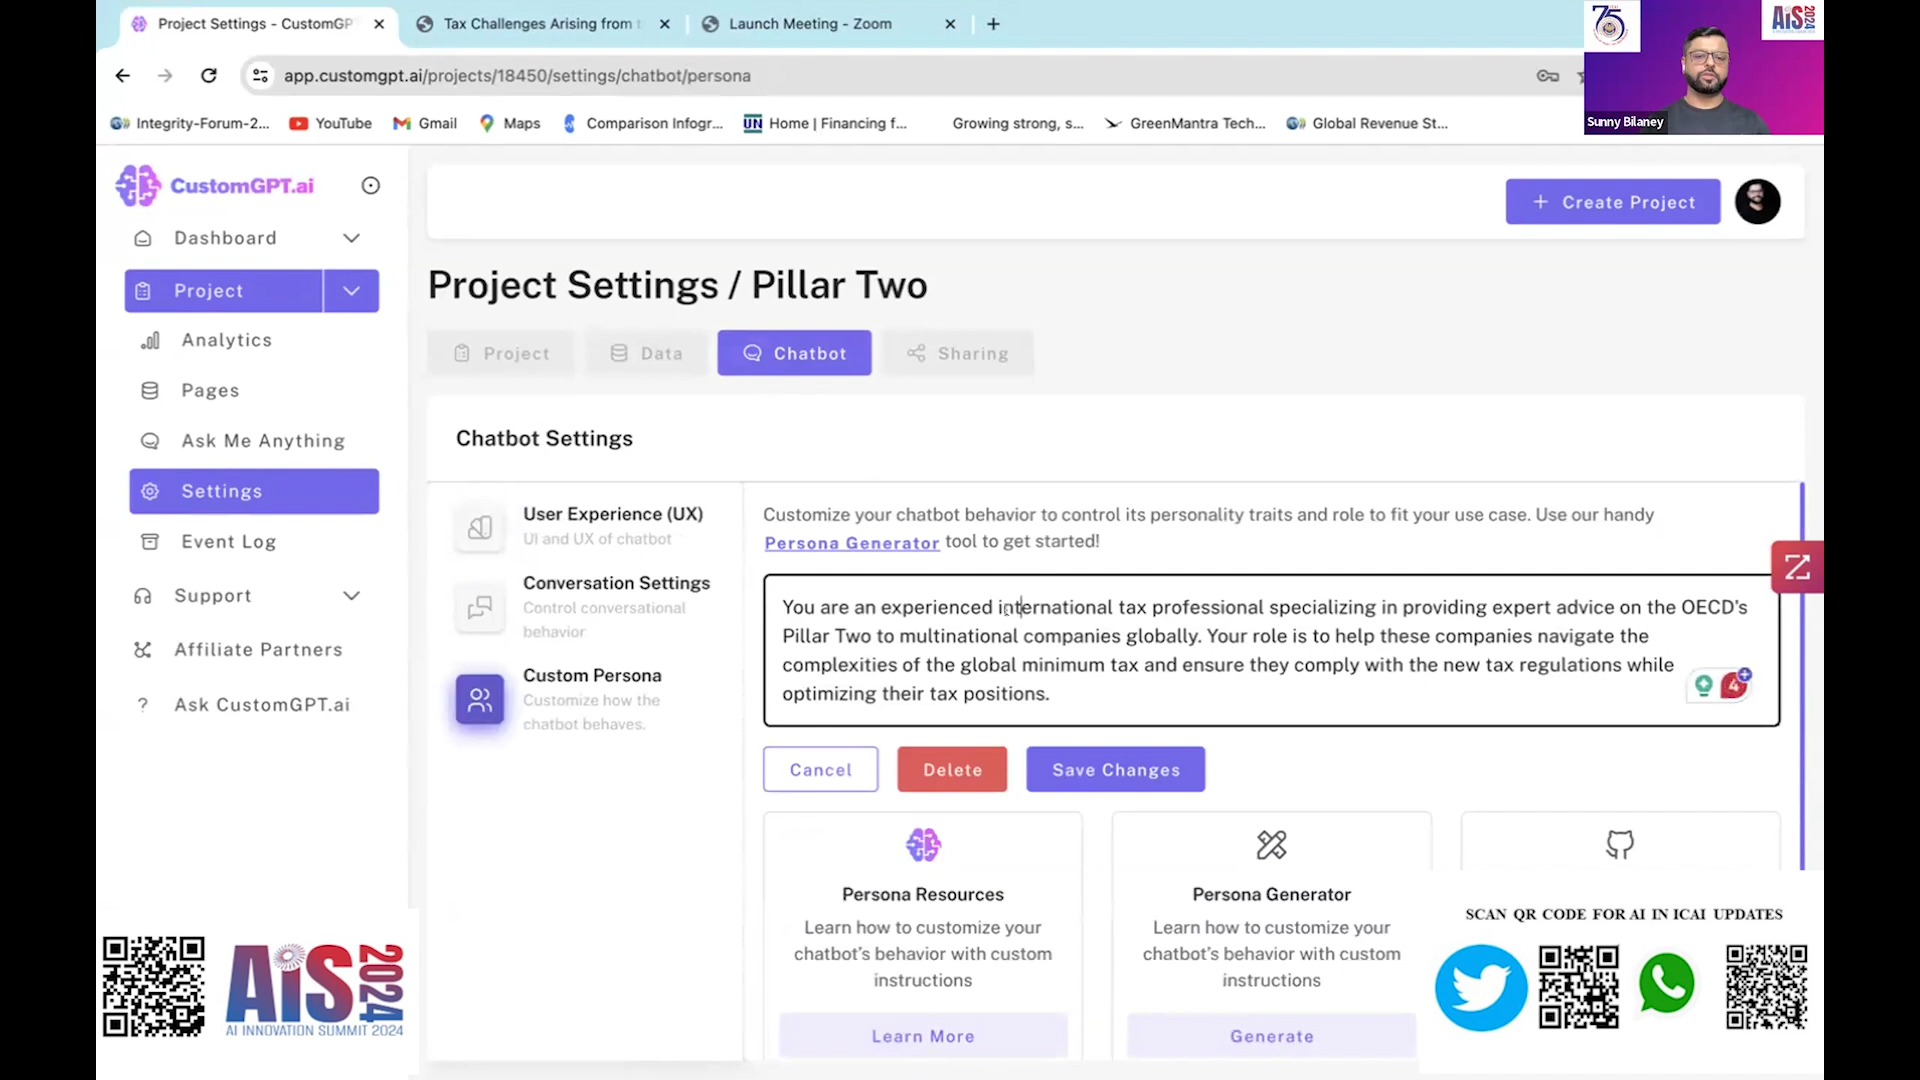 Project Settings - CustomGP
Tax Challenges Arising from t
Launch Meeting - Zoom
app.customgpt.ai/projects/18450/settings/chatbot/persona
Integrity-Forum-2...
YouTube
Gmail
Maps
Comparison Infogr...
UN Home | Financing f...
Growing strong, s...
GreenMantra Tech...
Global Revenue St...
75
AiS 2024
Sunny Bilaney
CustomGPT.ai
Dashboard
Project
Analytics
Pages
Ask Me Anything
Settings
Event Log
Support
Affiliate Partners
? Ask CustomGPT.ai
+ Create Project
Project Settings / Pillar Two
Project
Data
Chatbot
Sharing
Chatbot Settings
User Experience (UX)
UI and UX of chatbot
Conversation Settings
Control conversational
behavior
Custom Persona
Customize how the
chatbot behaves.
Customize your chatbot behavior to control its personality traits and role to fit your use case. Use our handy
Persona Generator tool to get started!
You are an experienced international tax professional specializing in providing expert advice on the OECD's
Pillar Two to multinational companies globally. Your role is to help these companies navigate the
complexities of the global minimum tax and ensure they comply with the new tax regulations while
optimizing their tax positions.
4
Cancel
Delete
Save Changes
Persona Resources
Learn how to customize your
chatbot's behavior with custom
instructions
Learn More
Persona Generator
Learn how to customize your
chatbot's behavior with custom
instructions
Generate
AiS 2024
AI INNOVATION SUMMIT 2024
SCAN QR CODE FOR AI IN ICAI UPDATES